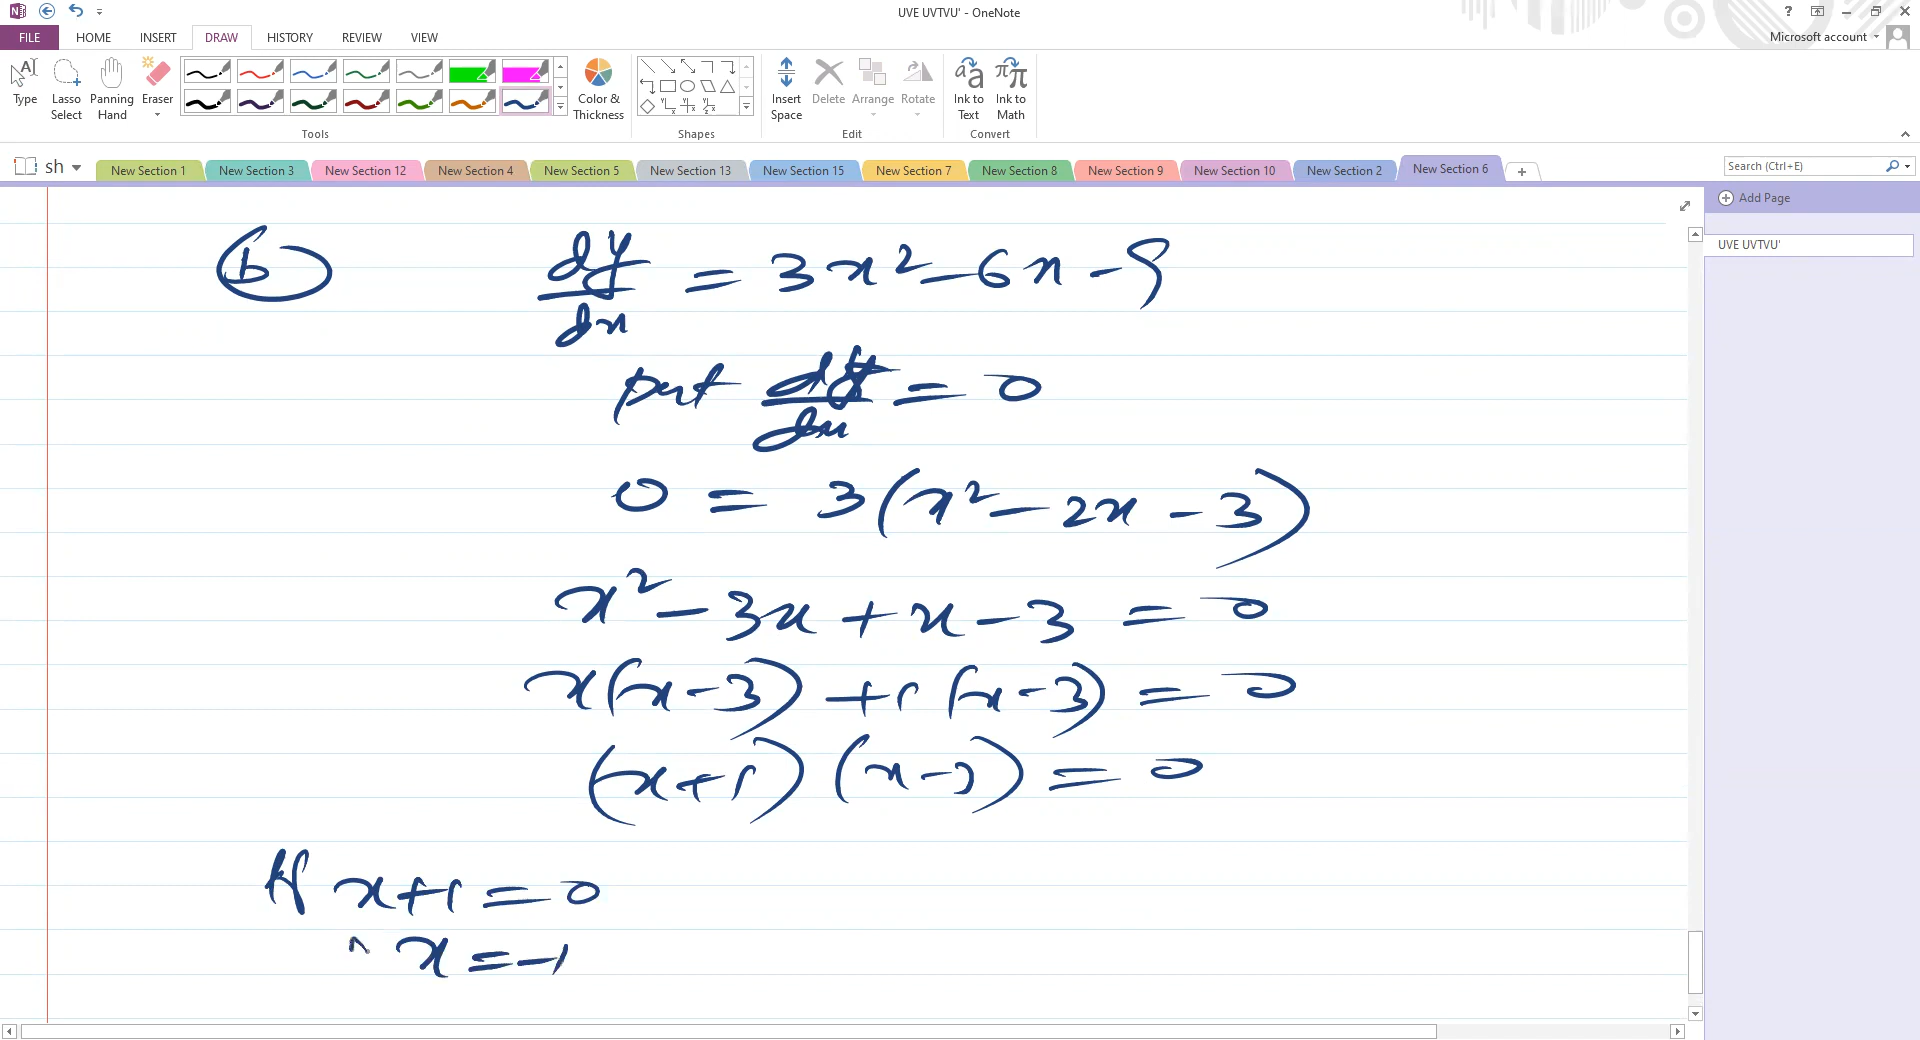 UVE UVTVU' - OneNote
?
Microsoft account
FILE HOME INSERT DRAW HISTORY REVIEW VIEW
Type Lasso Select Panning Hand Eraser Color & Thickness Insert Space Delete Arrange Rotate Ink to Text Ink to Math
Tools Shapes Edit Convert
sh New Section 1 New Section 3 New Section 12 New Section 4 New Section 5 New Section 13 New Section 15 New Section 7 New Section 8 New Section 9 New Section 10 New Section 2 New Section 6 Search (Ctrl+E)
Add Page
UVE UVTVU'
(b) dy/dx = 3x² - 6x - 9
put dy/dx = 0
0 = 3(x² - 2x - 3)
x² - 3x + x - 3 = 0
x(x-3) + 1(x-3) = 0
(x+1)(x-3) = 0
If x+1 = 0
x = -1